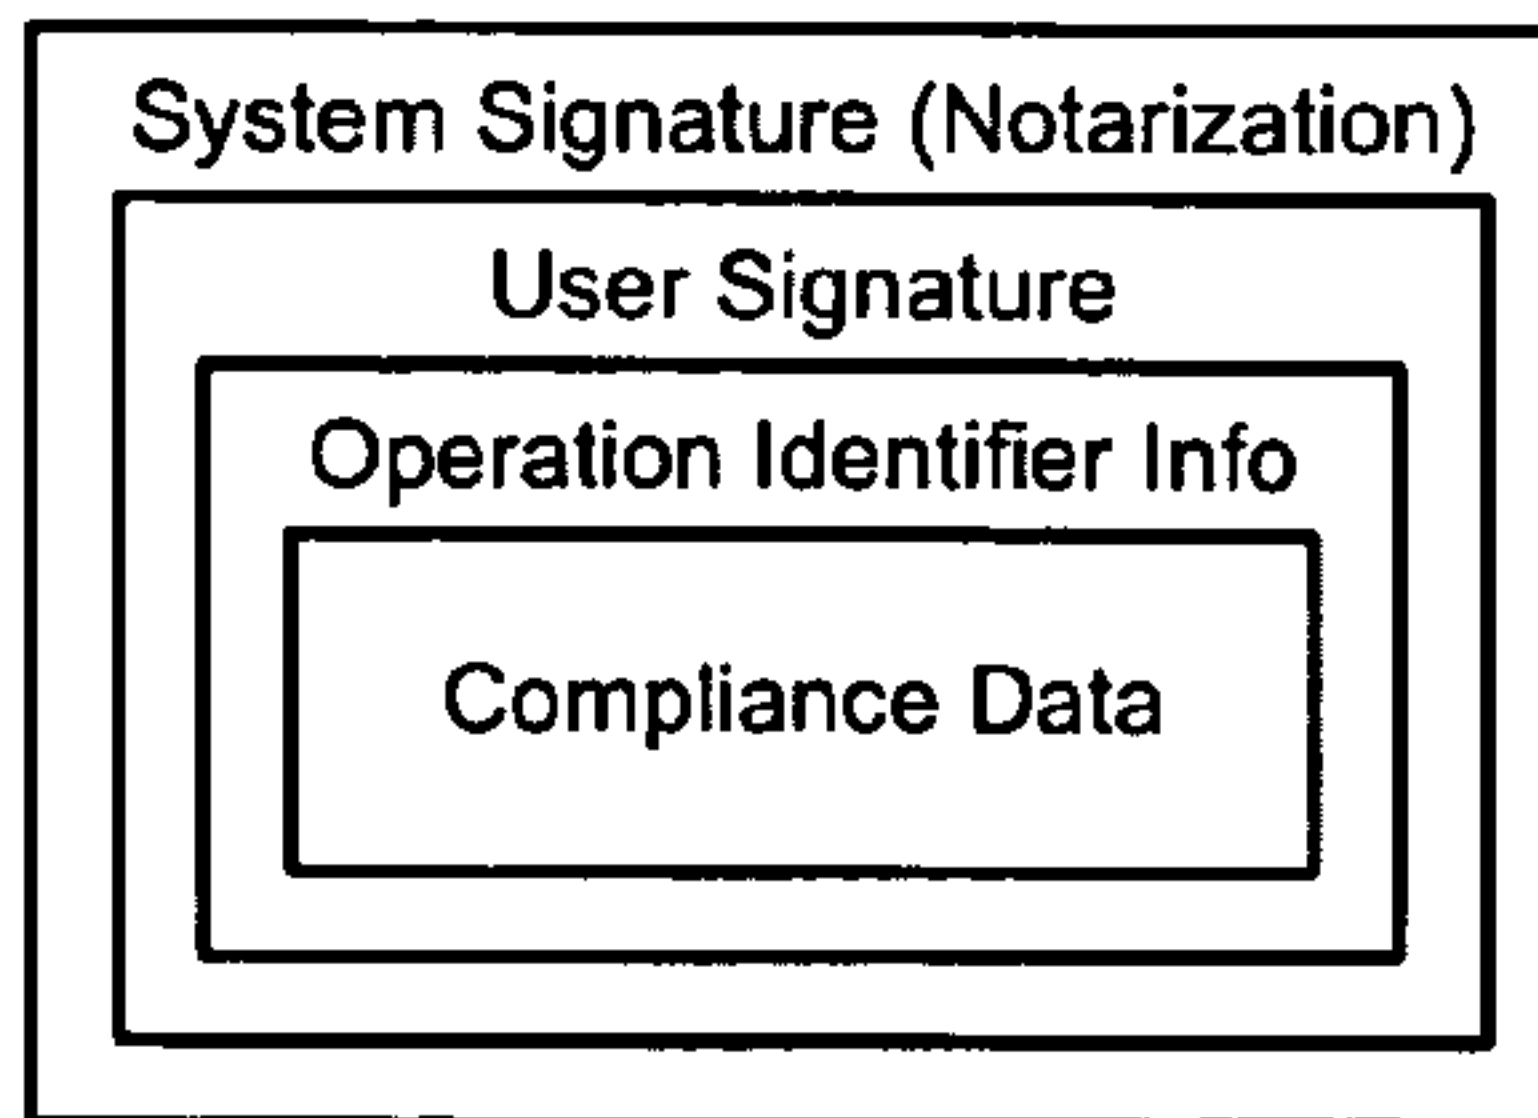 System Signature (Notarization)
User Signature
Operation Identifier Info
Compliance Data